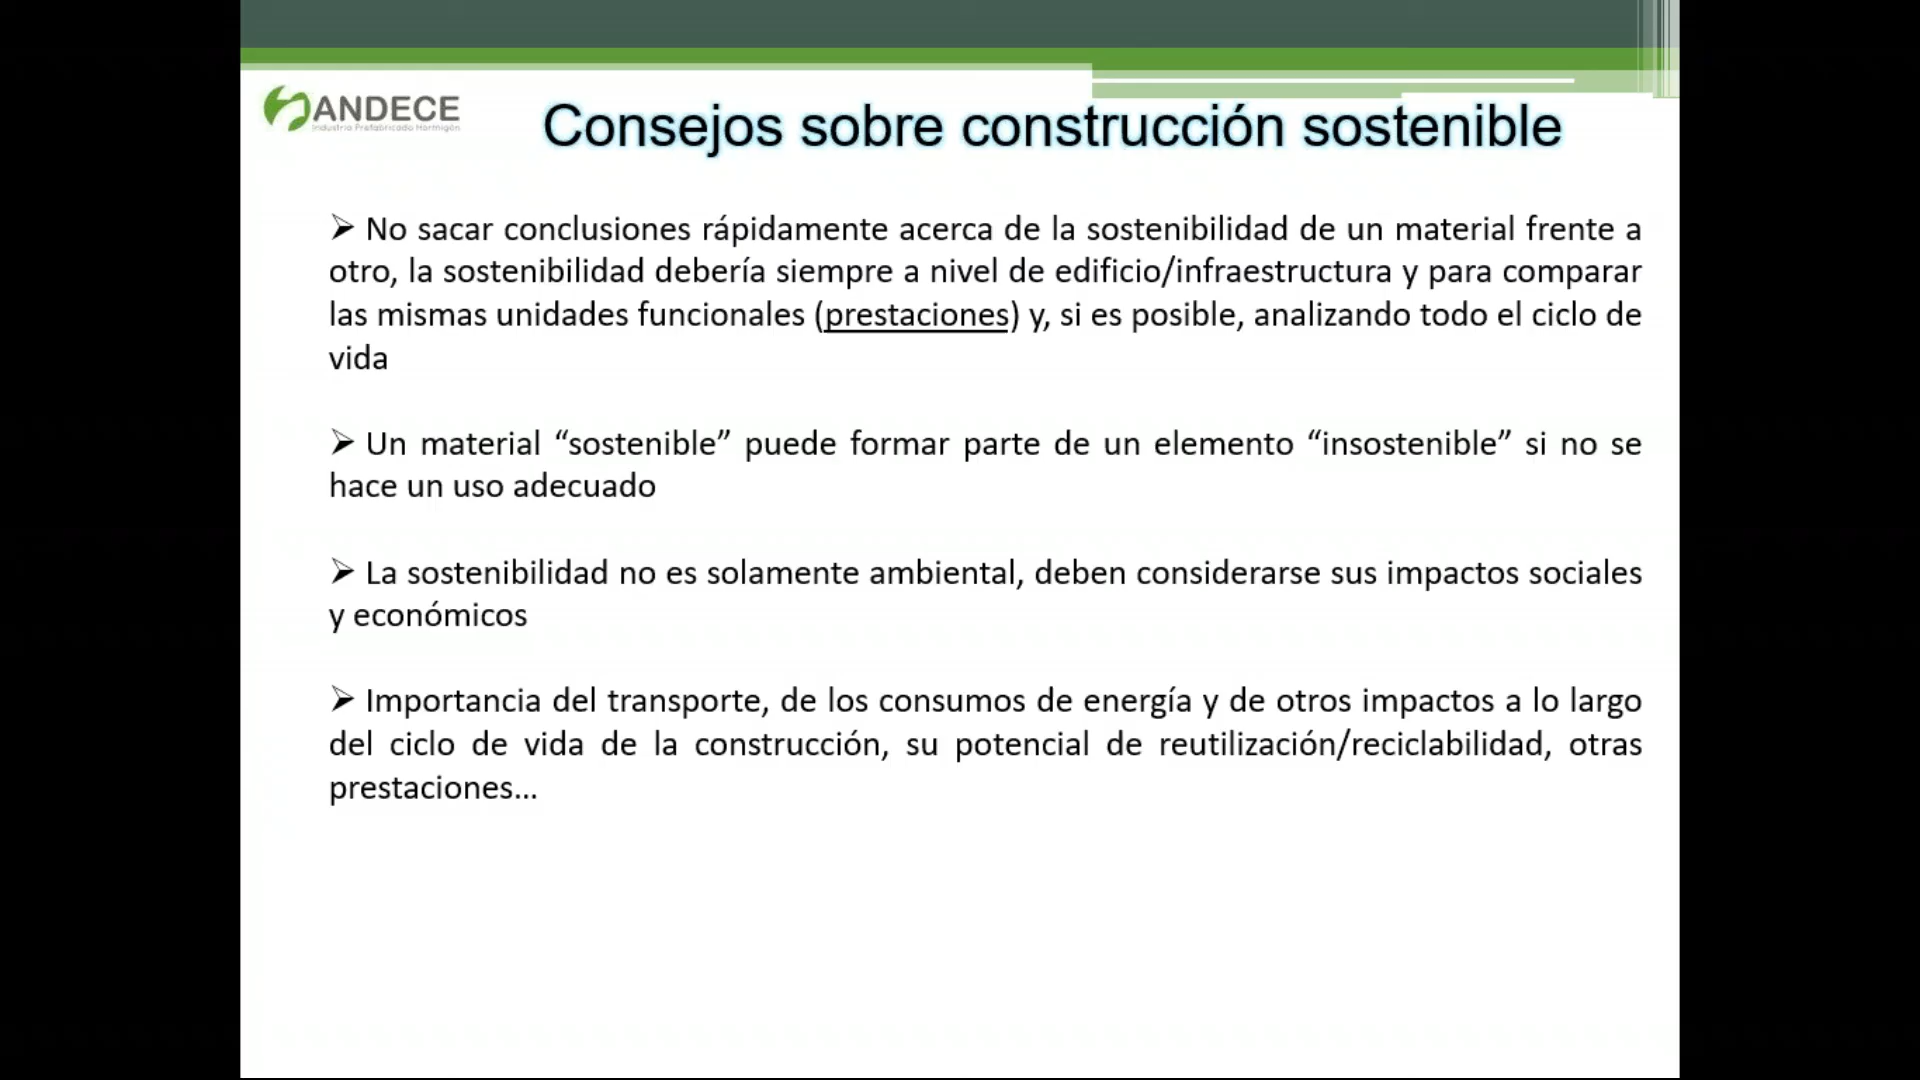 ANDECE
Industria Prefabricado Hormigón
Consejos sobre construcción sostenible
➢ No sacar conclusiones rápidamente acerca de la sostenibilidad de un material frente a
otro, la sostenibilidad debería siempre a nivel de edificio/infraestructura y para comparar
las mismas unidades funcionales (prestaciones) y, si es posible, analizando todo el ciclo de
vida
➢ Un material “sostenible” puede formar parte de un elemento “insostenible” si no se
hace un uso adecuado
➢ La sostenibilidad no es solamente ambiental, deben considerarse sus impactos sociales
y económicos
➢ Importancia del transporte, de los consumos de energía y de otros impactos a lo largo
del ciclo de vida de la construcción, su potencial de reutilización/reciclabilidad, otras
prestaciones…